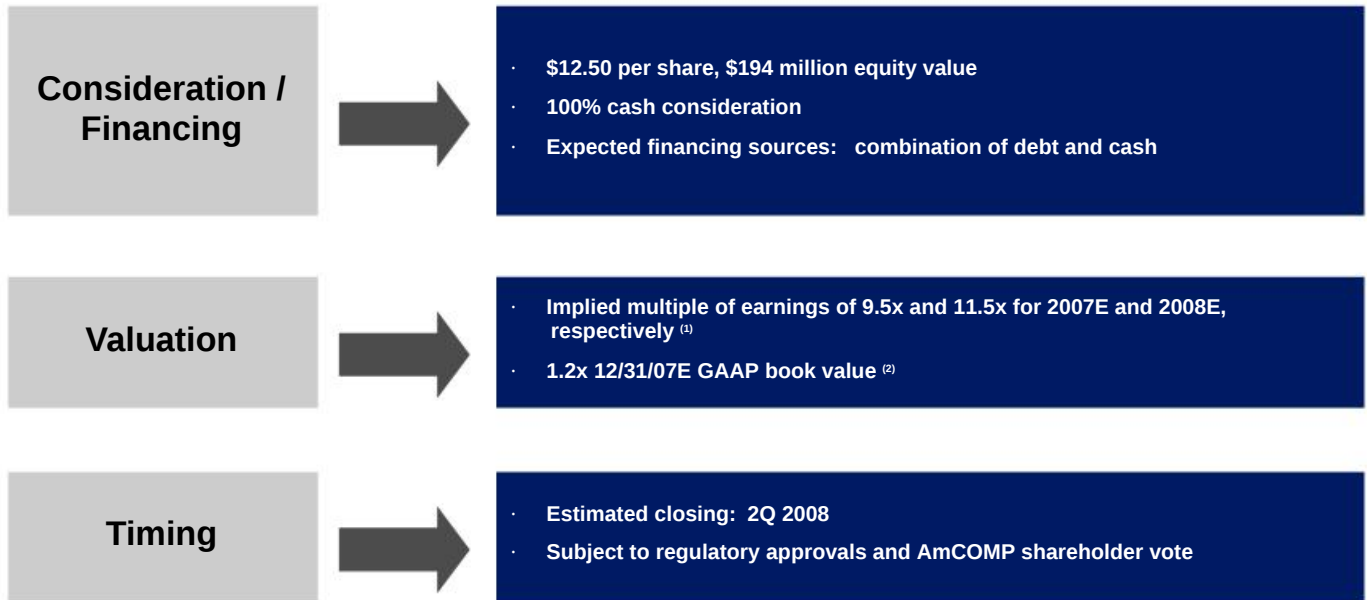 Consideration /
Financing
· $12.50 per share, $194 million equity value
· 100% cash consideration
· Expected financing sources: combination of debt and cash
Valuation
· Implied multiple of earnings of 9.5x and 11.5x for 2007E and 2008E,
respectively (1)
· 1.2x 12/31/07E GAAP book value (2)
Timing
· Estimated closing: 2Q 2008
· Subject to regulatory approvals and AmCOMP shareholder vote